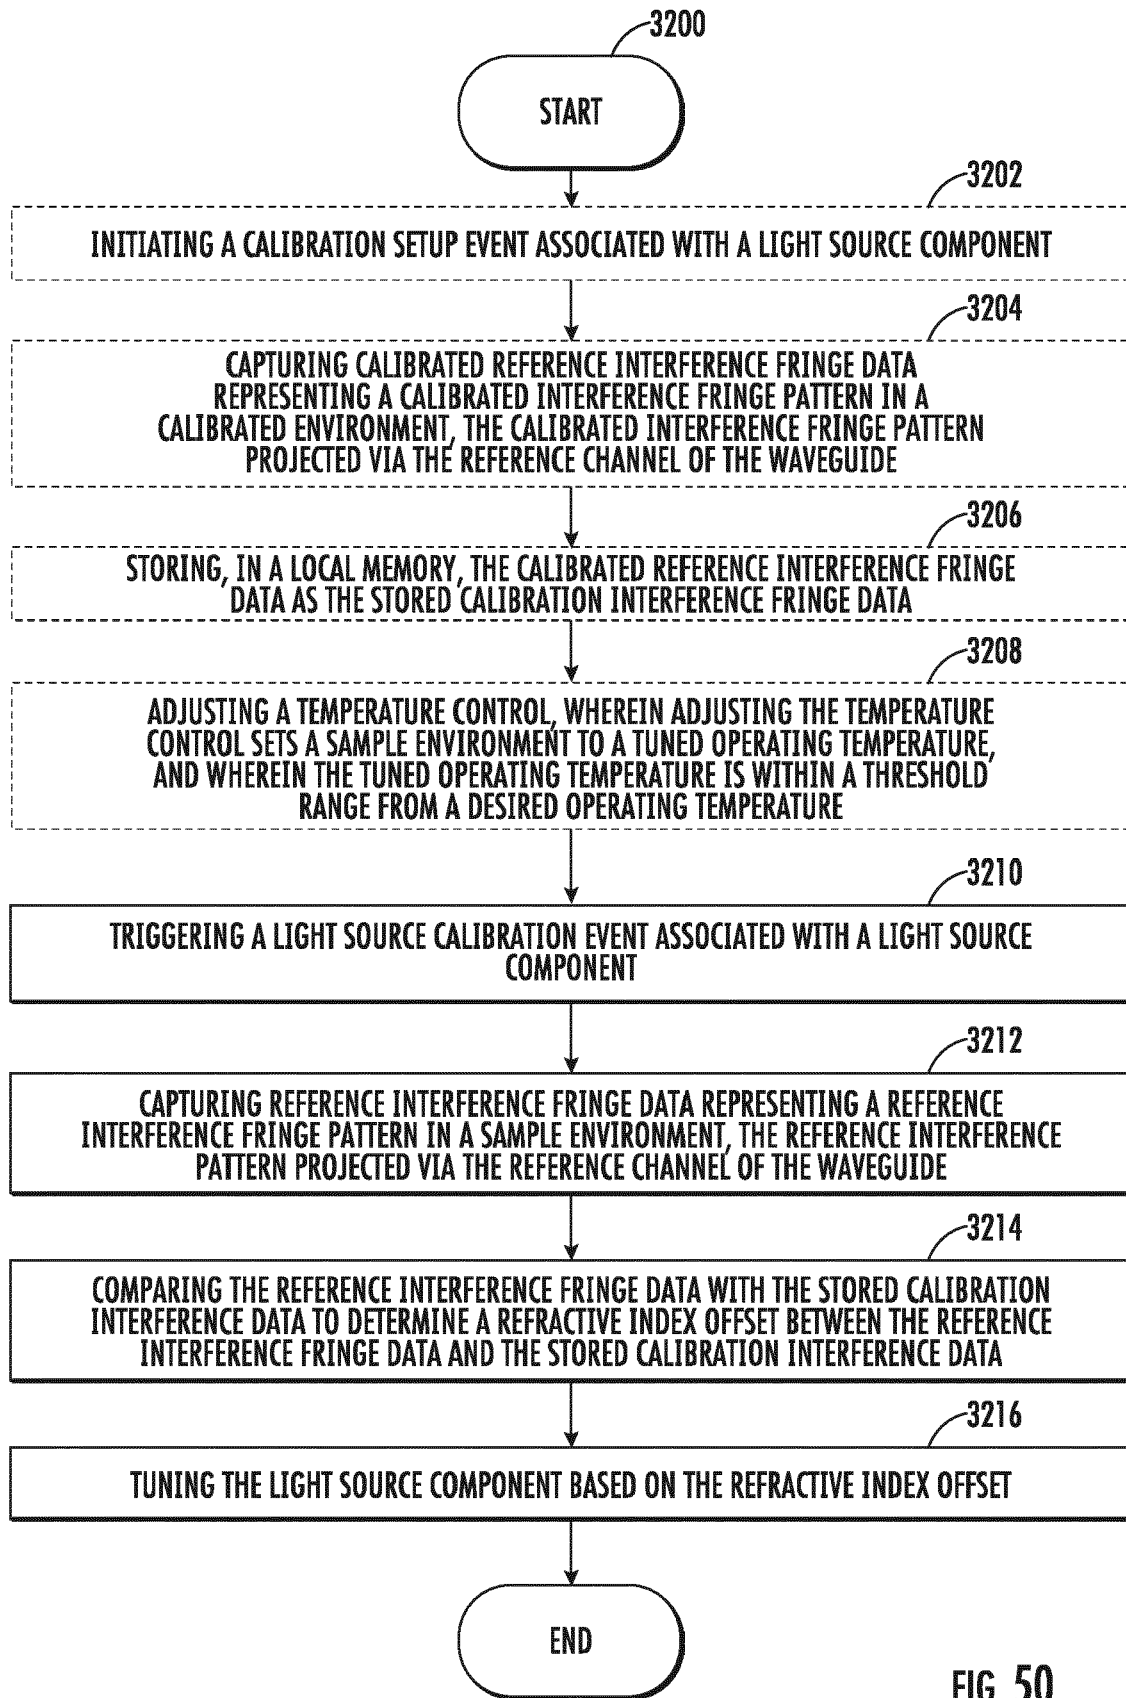 3200
START
3202
INITIATING A CALIBRATION SETUP EVENT ASSOCIATED WITH A LIGHT SOURCE COMPONENT
3204
CAPTURING CALIBRATED REFERENCE INTERFERENCE FRINGE DATA
REPRESENTING A CALIBRATED INTERFERENCE FRINGE PATTERN IN A
CALIBRATED ENVIRONMENT, THE CALIBRATED INTERFERENCE FRINGE PATTERN
PROJECTED VIA THE REFERENCE CHANNEL OF THE WAVEGUIDE
3206
STORING, IN A LOCAL MEMORY, THE CALIBRATED REFERENCE INTERFERENCE FRINGE
DATA AS THE STORED CALIBRATION INTERFERENCE FRINGE DATA
3208
ADJUSTING A TEMPERATURE CONTROL, WHEREIN ADJUSTING THE TEMPERATURE
CONTROL SETS A SAMPLE ENVIRONMENT TO A TUNED OPERATING TEMPERATURE,
AND WHEREIN THE TUNED OPERATING TEMPERATURE IS WITHIN A THRESHOLD
RANGE FROM A DESIRED OPERATING TEMPERATURE
3210
TRIGGERING A LIGHT SOURCE CALIBRATION EVENT ASSOCIATED WITH A LIGHT SOURCE
COMPONENT
3212
CAPTURING REFERENCE INTERFERENCE FRINGE DATA REPRESENTING A REFERENCE
INTERFERENCE FRINGE PATTERN IN A SAMPLE ENVIRONMENT, THE REFERENCE INTERFERENCE
PATTERN PROJECTED VIA THE REFERENCE CHANNEL OF THE WAVEGUIDE
3214
COMPARING THE REFERENCE INTERFERENCE FRINGE DATA WITH THE STORED CALIBRATION
INTERFERENCE DATA TO DETERMINE A REFRACTIVE INDEX OFFSET BETWEEN THE REFERENCE
INTERFERENCE FRINGE DATA AND THE STORED CALIBRATION INTERFERENCE DATA
3216
TUNING THE LIGHT SOURCE COMPONENT BASED ON THE REFRACTIVE INDEX OFFSET
END
FIG. 50